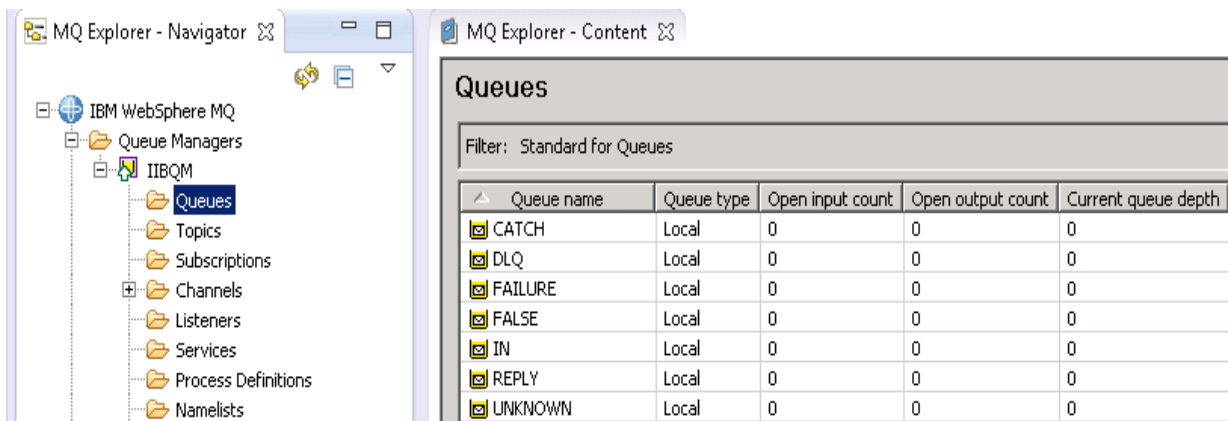 MQ Explorer - Navigator
IBM WebSphere MQ
Queue Managers
IIBQM
Queues
Topics
Subscriptions
Channels
Listeners
Services
Process Definitions
Namelists
MQ Explorer - Content
Queues
Filter: Standard for Queues
Queue name Queue type Open input count Open output count Current queue depth
CATCH Local 0 0 0
DLQ Local 0 0 0
FAILURE Local 0 0 0
FALSE Local 0 0 0
IN Local 0 0 0
REPLY Local 0 0 0
UNKNOWN Local 0 0 0